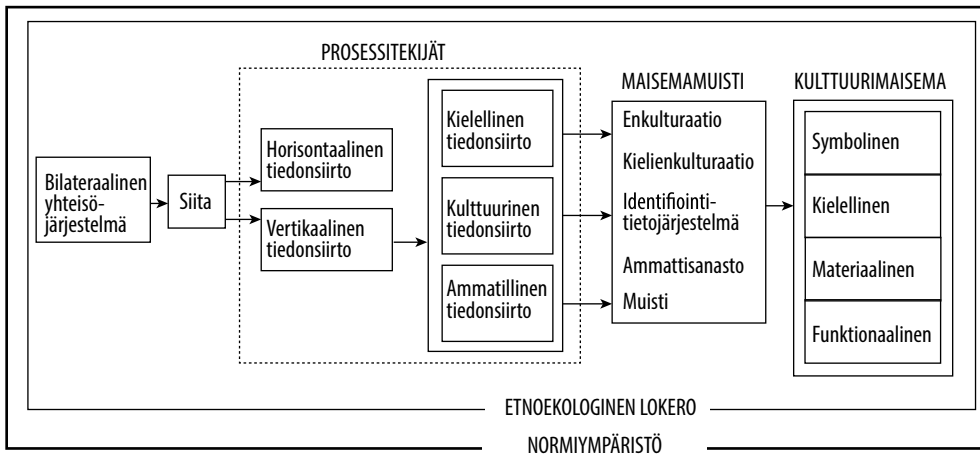 PROSESSITEKIJÄT
MAISEMAMUISTI
KULTTUURIMAISEMA
Bilateraalinen
yhteisö-
järjestelmä
Siita
Horisontaalinen
tiedonsiirto
Vertikaalinen
tiedonsiirto
Kielellinen
tiedonsiirto
Kulttuurinen
tiedonsiirto
Ammatillinen
tiedonsiirto
Enkulturaatio
Kielienkulturaatio
Identifiointi-
tietojärjestelmä
Ammattisanasto
Muisti
Symbolinen
Kielellinen
Materiaalinen
Funktionaalinen
ETNOEKOLOGINEN LOKERO
NORMIYMPÄRISTÖ